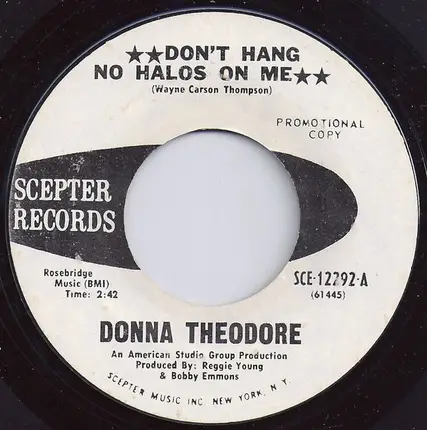 ★★DON'T HANG
NO HALOS ON ME★★
(Wayne Carson Thompson)
PROMOTIONAL
COPY
SCEPTER
RECORDS
Rosebridge
Music (BMI)
Time: 2:42
SCE-12292-A
(61445)
DONNA THEODORE
An American Studio Group Production
Produced By: Reggie Young
& Bobby Emmons
SCEPTER MUSIC INC. NEW YORK, N.Y.